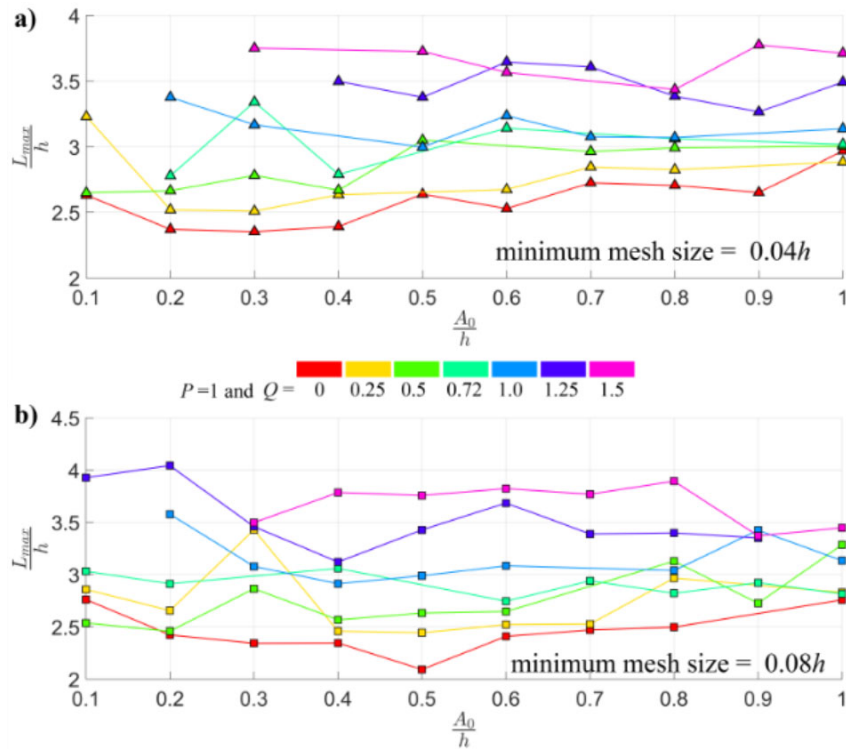 a)
4
3.5
3
2.5
2
L_max/h
minimum mesh size = 0.04h
0.1 0.2 0.3 0.4 0.5 0.6 0.7 0.8 0.9 1
A_0/h
P =1 and Q = 0 0.25 0.5 0.72 1.0 1.25 1.5
b)
4.5
4
3.5
3
2.5
2
L_max/h
minimum mesh size = 0.08h
0.1 0.2 0.3 0.4 0.5 0.6 0.7 0.8 0.9 1
A_0/h